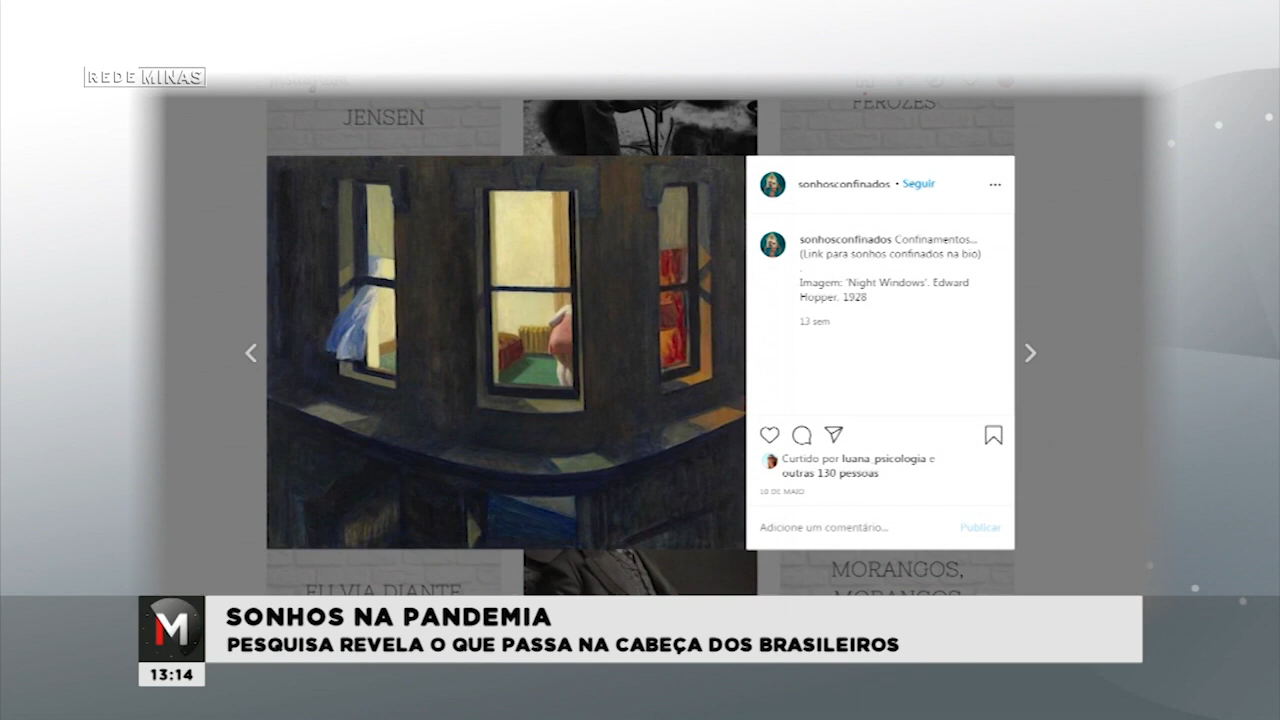 REDE MINAS
JENSEN
FEROZES
sonhosconfinados • Seguir
sonhosconfinados Confinamentos...
(Link para sonhos confinados na bio)
.
Imagem: 'Night Windows'. Edward
Hopper, 1928
13 sem
Curtido por luana_psicologia e
outras 130 pessoas
10 DE MAIO
Adicione um comentário...
Publicar
MORANGOS,
M
SONHOS NA PANDEMIA
PESQUISA REVELA O QUE PASSA NA CABEÇA DOS BRASILEIROS
13:14